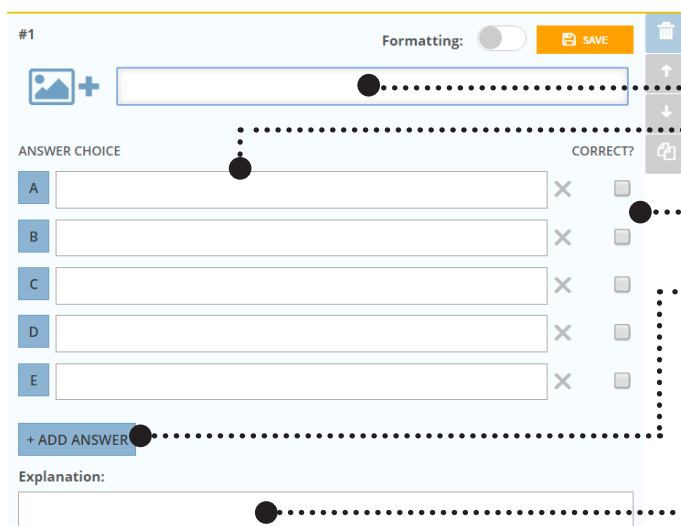 #1
Formatting: SAVE
ANSWER CHOICE CORRECT?
A
B
C
D
E
+ ADD ANSWER
Explanation: